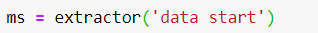 ms = extractor('data start')